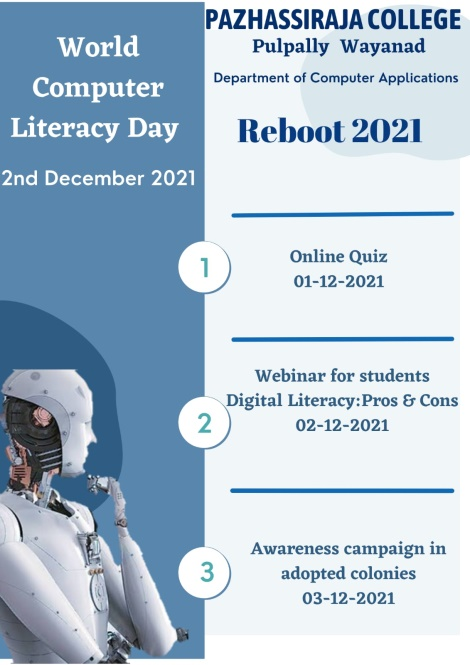 World
Computer
Literacy Day
2nd December 2021
PAZHASSIRAJA COLLEGE
Pulpally Wayanad
Department of Computer Applications
Reboot 2021
1
Online Quiz
01-12-2021
2
Webinar for students
Digital Literacy:Pros & Cons
02-12-2021
3
Awareness campaign in
adopted colonies
03-12-2021